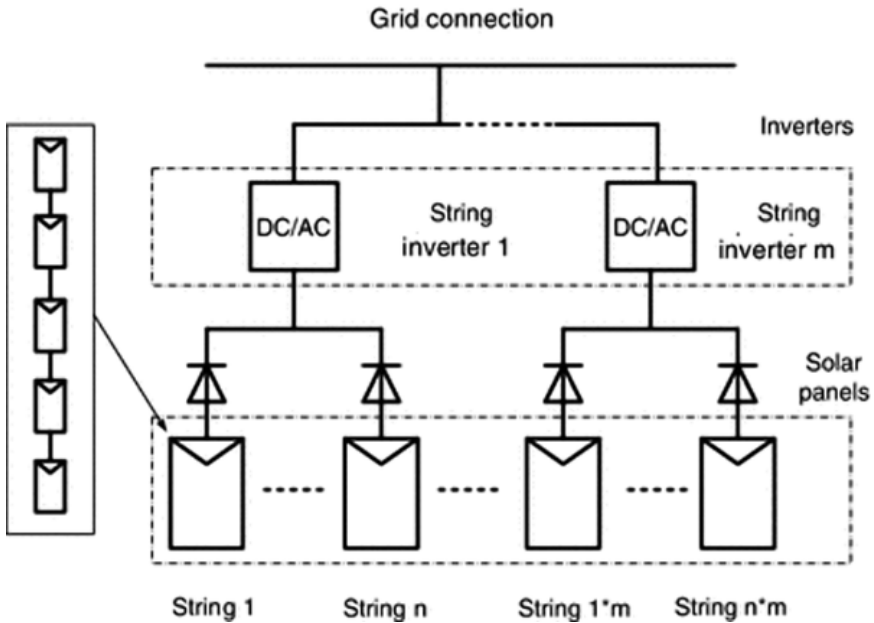 Grid connection
Inverters
DC/AC
String
inverter 1
DC/AC
String
inverter m
Solar
panels
String 1
String n
String 1*m
String n*m